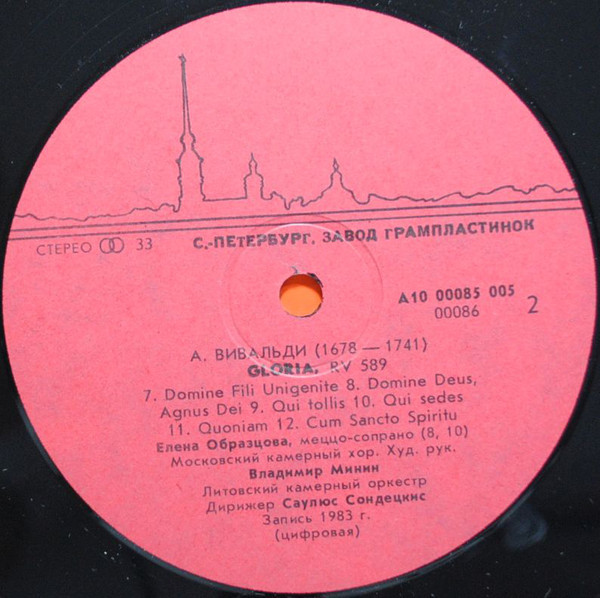 СТЕРЕО 33 С.-ПЕТЕРБУРГ. ЗАВОД ГРАМПЛАСТИНОК
А10 00085 005
00086 2
А. ВИВАЛЬДИ (1678 — 1741)
GLORIA, RV 589
7. Domine Fili Unigenite 8. Domine Deus,
Agnus Dei 9. Qui tollis 10. Qui sedes
11. Quoniam 12. Cum Sancto Spiritu
Елена Образцова, меццо-сопрано (8, 10)
Московский камерный хор. Худ. рук.
Владимир Минин
Литовский камерный оркестр
Дирижер Саулюс Сондецкис
Запись 1983 г.
(цифровая)